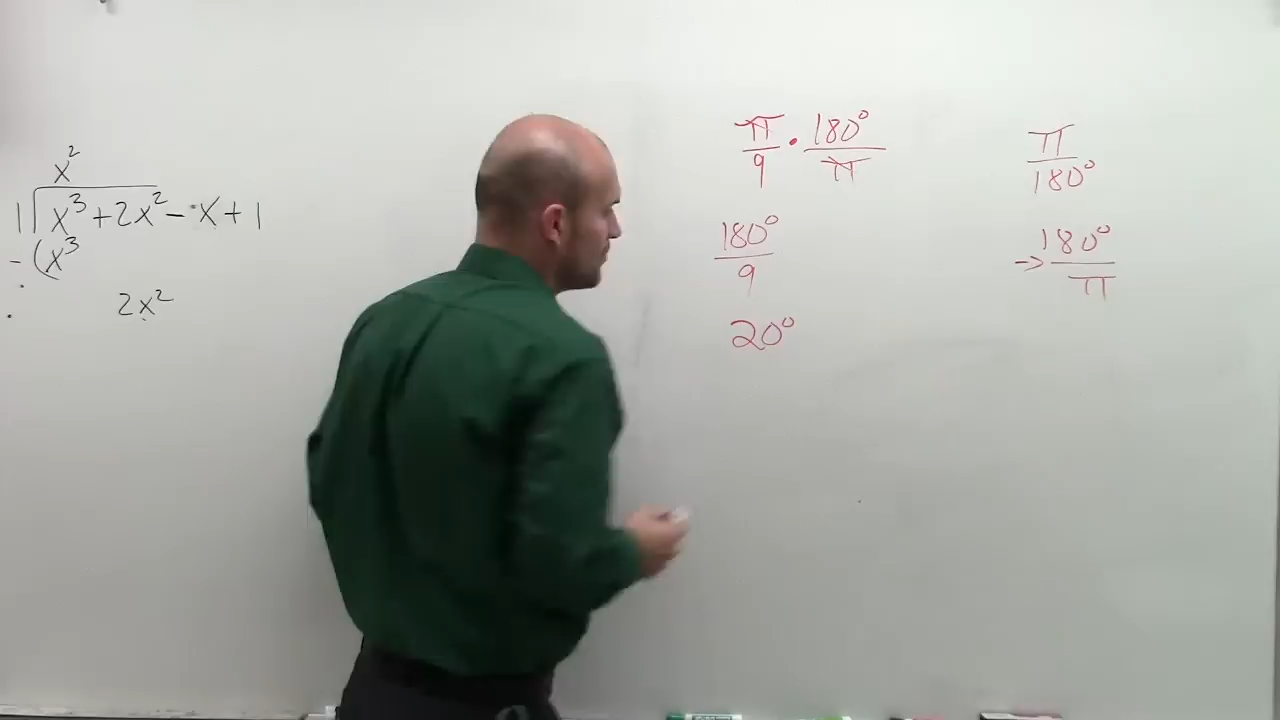 x²
1 x³ + 2x² - x + 1
- (x³
2x²
π/9 · 180°/π
180°/9
20°
π/180°
→ 180°/π